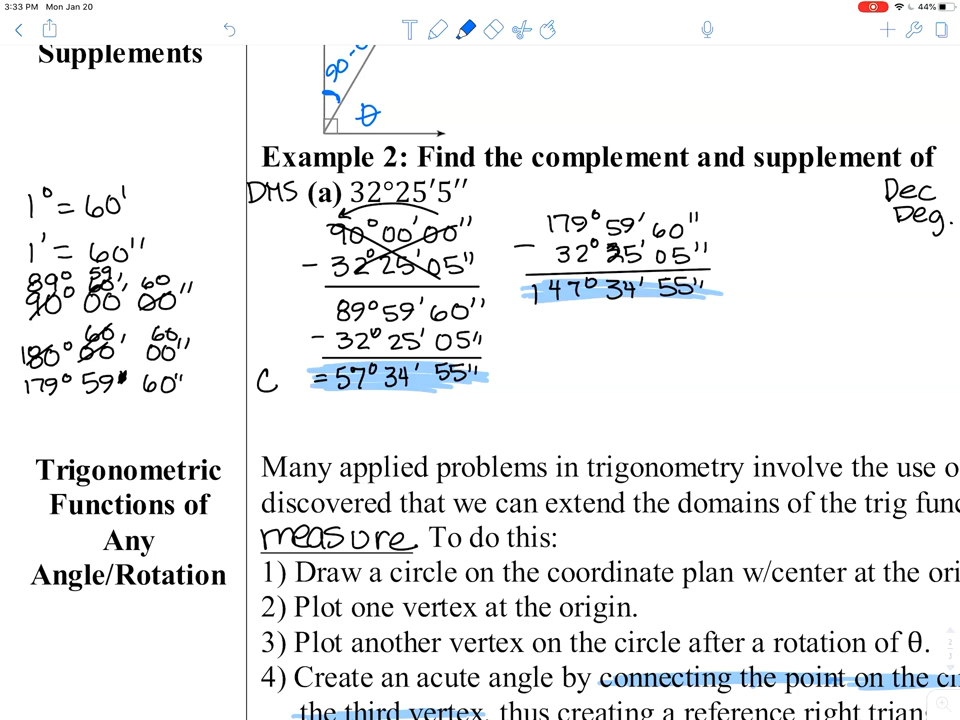 3:33 PM Mon Jan 20
44%
Supplements
90-
θ
Example 2: Find the complement and supplement of
DMS (a) 32°25′5″
Dec
Deg.
1° = 60'
1' = 60"
89° 59' 60
90° 00' 00"
60' 60
180° 00 00"
179° 59' 60"
90° 00' 00"
- 32° 25' 05"
89° 59' 60"
- 32° 25' 05"
C = 57° 34' 55"
179° 59' 60"
- 32° 25' 05"
147° 34' 55"
Trigonometric
Functions of
Any
Angle/Rotation
Many applied problems in trigonometry involve the use o
discovered that we can extend the domains of the trig func
measure. To do this:
1) Draw a circle on the coordinate plan w/center at the ori
2) Plot one vertex at the origin.
3) Plot another vertex on the circle after a rotation of θ.
4) Create an acute angle by connecting the point on the cir
the third vertex, thus creating a reference right trian